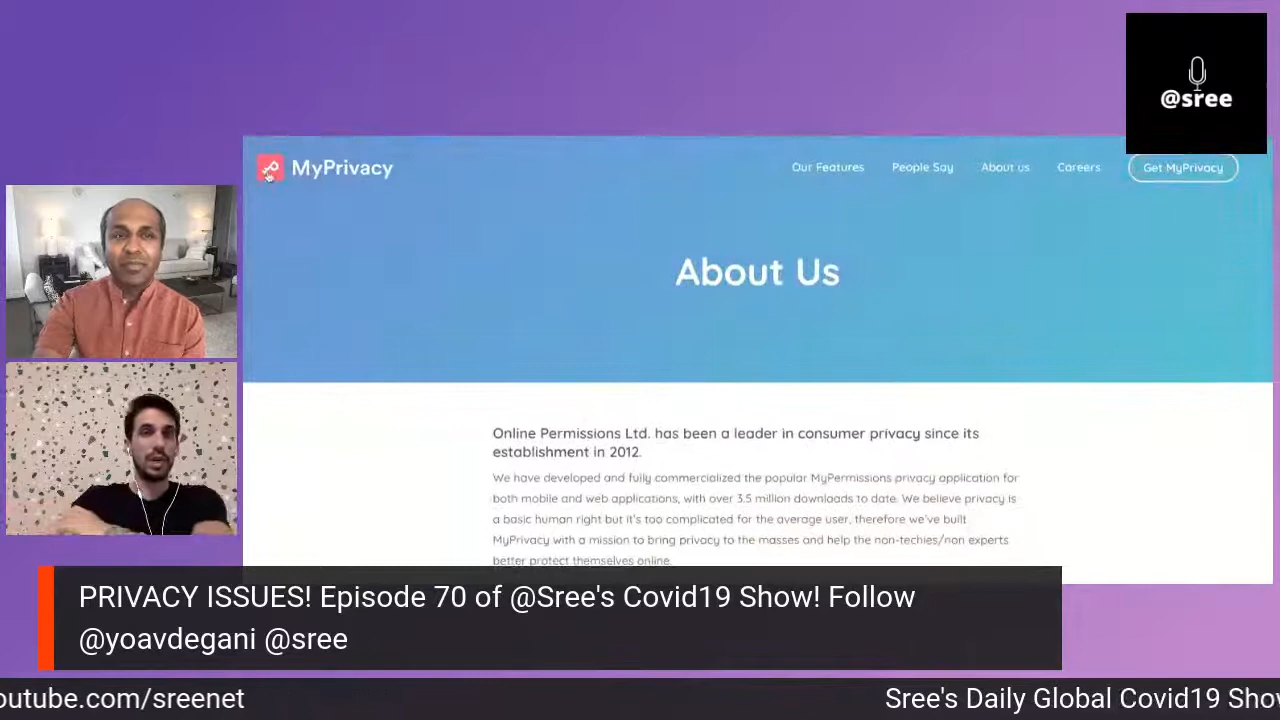 @sree
MyPrivacy
Our Features
People Say
About us
Careers
Get MyPrivacy
About Us
Online Permissions Ltd. has been a leader in consumer privacy since its
establishment in 2012.
We have developed and fully commercialized the popular MyPermissions privacy application for
both mobile and web applications, with over 3.5 million downloads to date. We believe privacy is
a basic human right but it's too complicated for the average user, therefore we've built
MyPrivacy with a mission to bring privacy to the masses and help the non-techies/non experts
better protect themselves online.
PRIVACY ISSUES! Episode 70 of @Sree's Covid19 Show! Follow
@yoavdegani @sree
outube.com/sreenet
Sree's Daily Global Covid19 Show